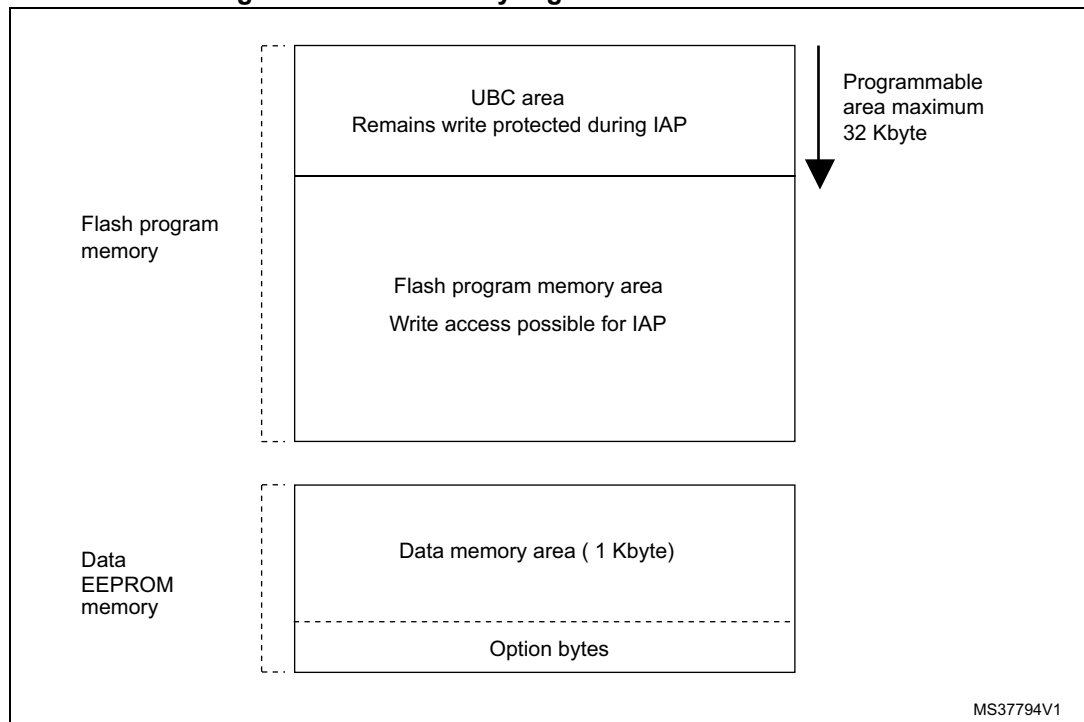 UBC area
Remains write protected during IAP
Programmable
area maximum
32 Kbyte
Flash program
memory
Flash program memory area
Write access possible for IAP
Data memory area ( 1 Kbyte)
Data
EEPROM
memory
Option bytes
MS37794V1